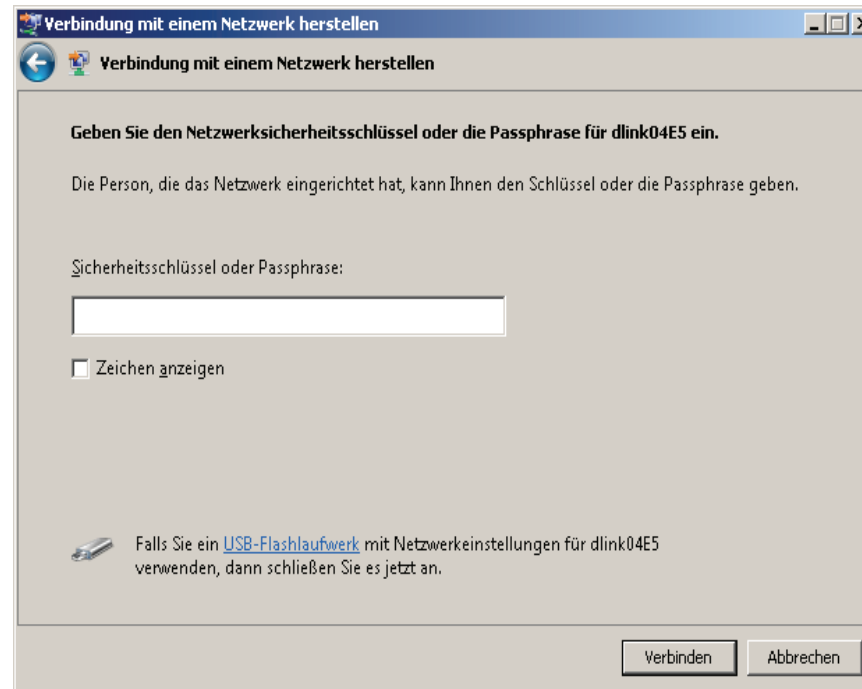 Verbindung mit einem Netzwerk herstellen
Verbindung mit einem Netzwerk herstellen
Geben Sie den Netzwerksicherheitsschlüssel oder die Passphrase für dlink04E5 ein.
Die Person, die das Netzwerk eingerichtet hat, kann Ihnen den Schlüssel oder die Passphrase geben.
Sicherheitsschlüssel oder Passphrase:
Zeichen anzeigen
Falls Sie ein USB-Flashlaufwerk mit Netzwerkeinstellungen für dlink04E5
verwenden, dann schließen Sie es jetzt an.
Verbinden
Abbrechen